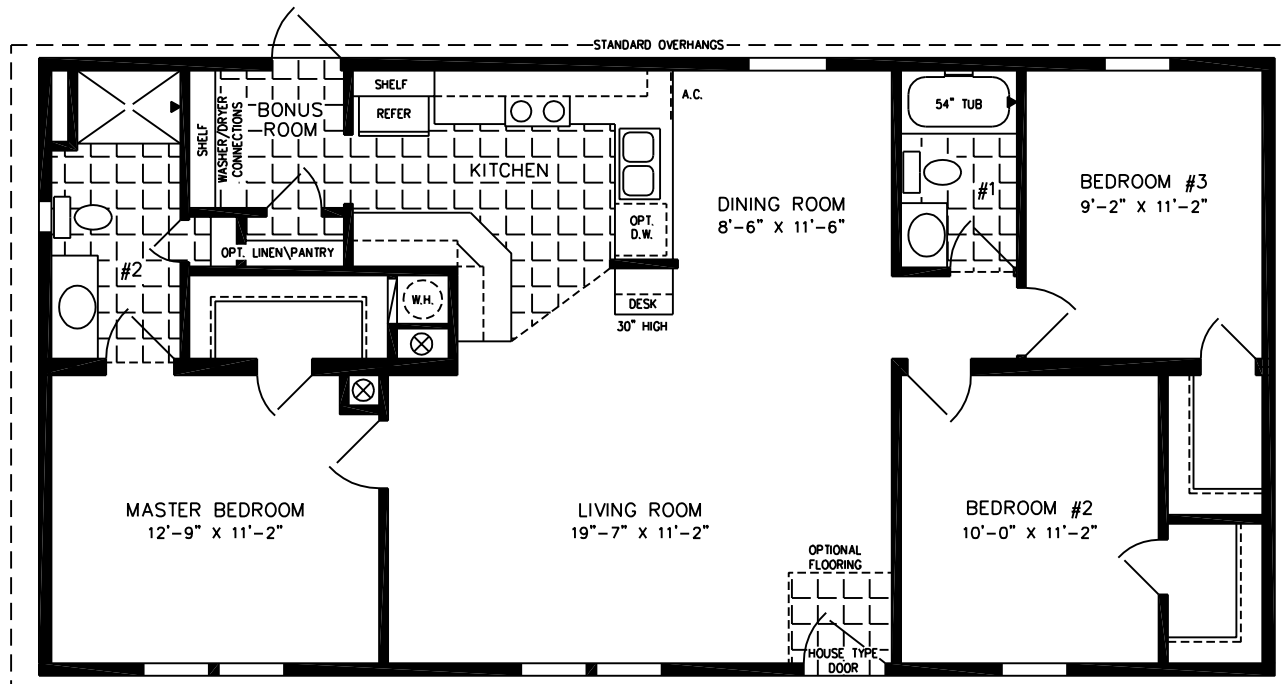 STANDARD OVERHANGS
SHELF
REFER
BONUS
ROOM
SHELF
WASHER/DRYER
CONNECTIONS
A.C.
54" TUB
KITCHEN
#1
BEDROOM #3
9'-2" X 11'-2"
DINING ROOM
8'-6" X 11'-6"
OPT.
D.W.
OPT. LINEN\PANTRY
#2
W.H.
DESK
30" HIGH
MASTER BEDROOM
12'-9" X 11'-2"
LIVING ROOM
19"-7" X 11'-2"
BEDROOM #2
10'-0" X 11'-2"
OPTIONAL
FLOORING
HOUSE TYPE
DOOR